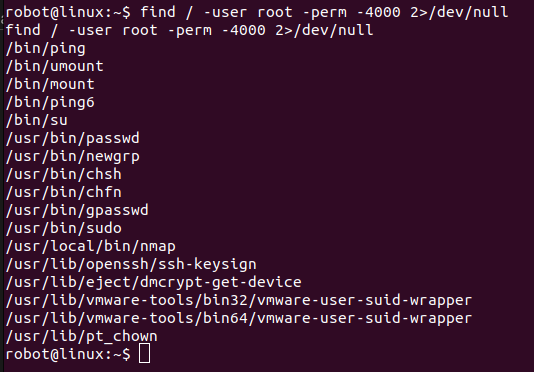 robot@linux:~$ find / -user root -perm -4000 2>/dev/null
find / -user root -perm -4000 2>/dev/null
/bin/ping
/bin/umount
/bin/mount
/bin/ping6
/bin/su
/usr/bin/passwd
/usr/bin/newgrp
/usr/bin/chsh
/usr/bin/chfn
/usr/bin/gpasswd
/usr/bin/sudo
/usr/local/bin/nmap
/usr/lib/openssh/ssh-keysign
/usr/lib/eject/dmcrypt-get-device
/usr/lib/vmware-tools/bin32/vmware-user-suid-wrapper
/usr/lib/vmware-tools/bin64/vmware-user-suid-wrapper
/usr/lib/pt_chown
robot@linux:~$